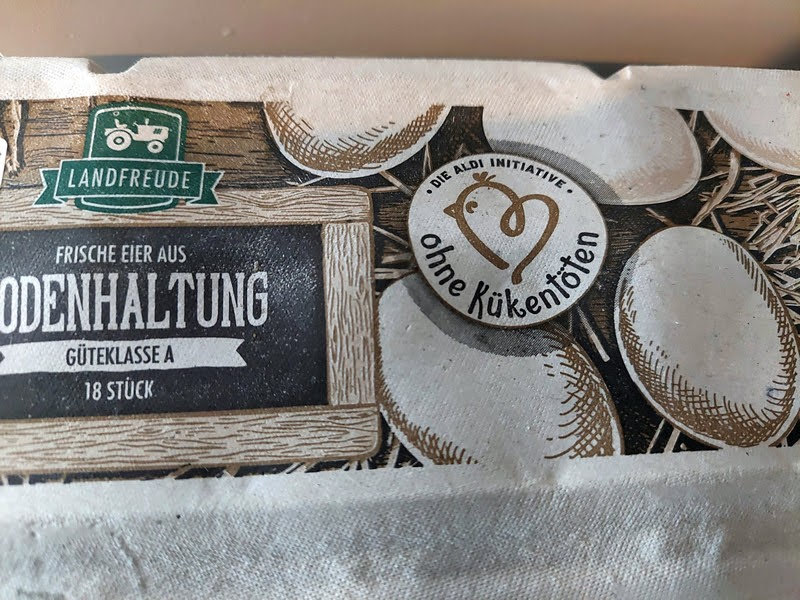 LANDFREUDE
FRISCHE EIER AUS
ODENHALTUNG
GÜTEKLASSE A
18 STÜCK
• DIE ALDI INITIATIVE •
ohne Kükentöten